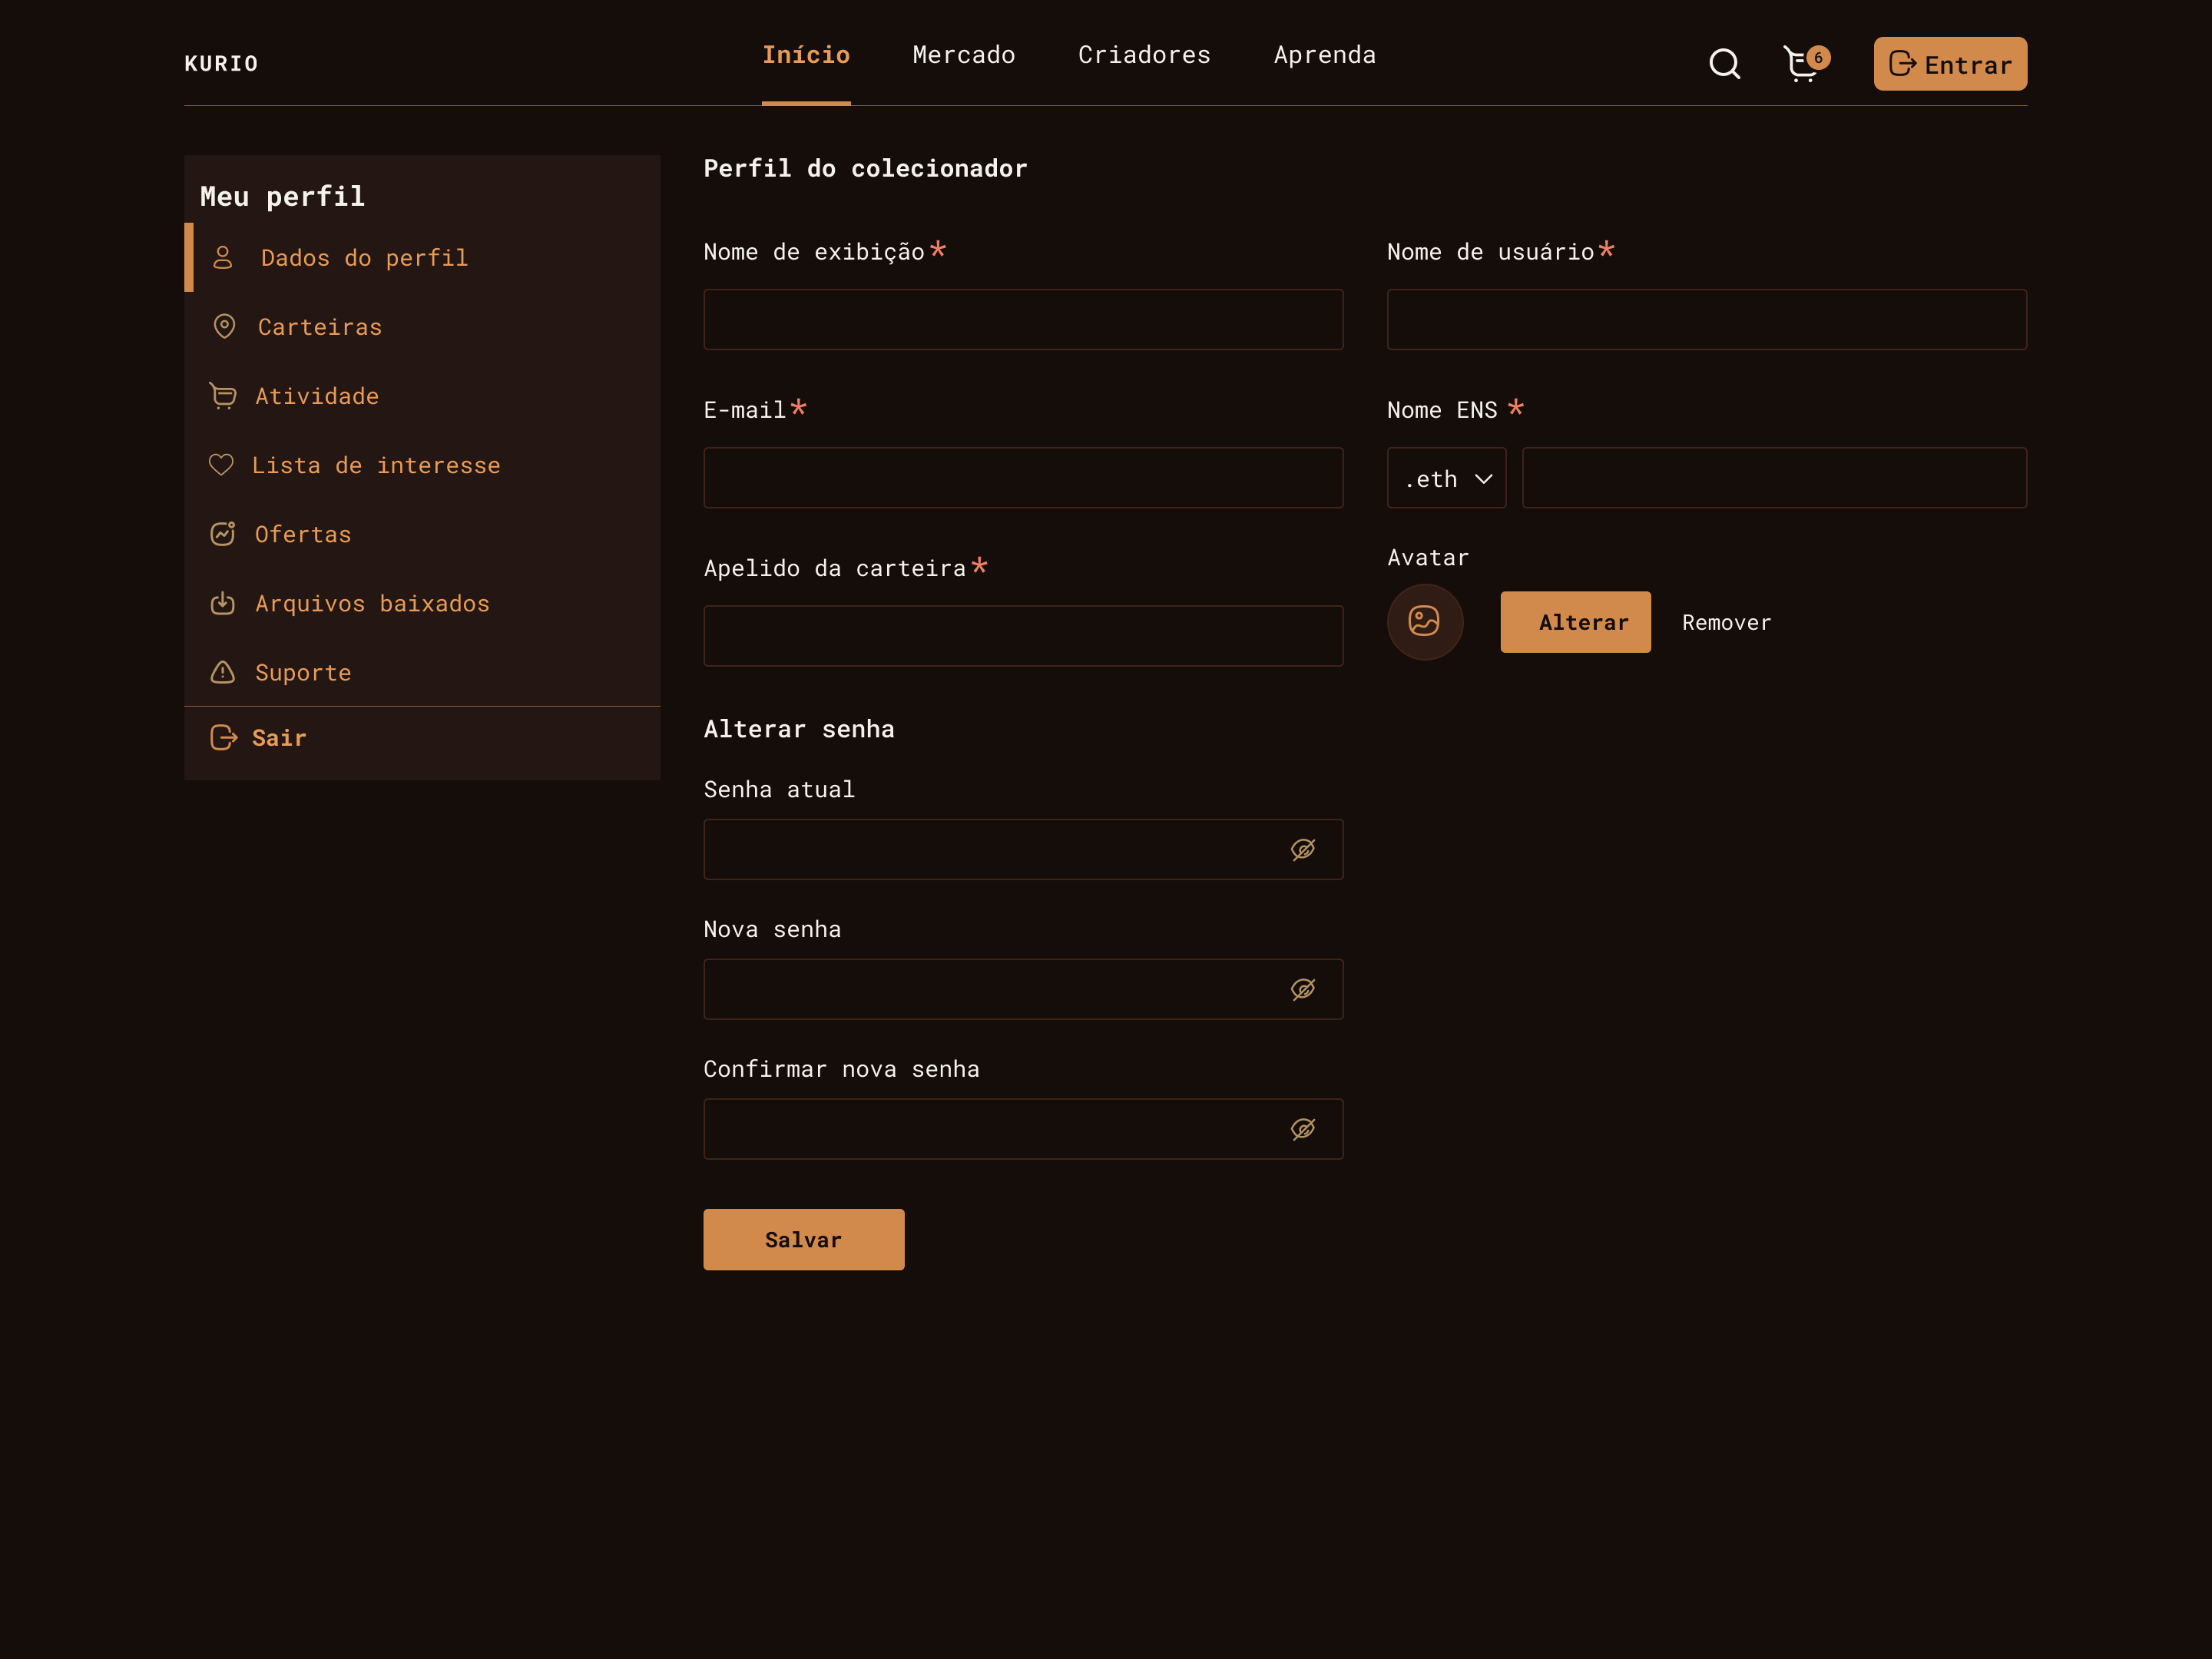 KURIO
Início
Mercado
Criadores
Aprenda
6
Entrar
Meu perfil
Dados do perfil
Carteiras
Atividade
Lista de interesse
Ofertas
Arquivos baixados
Suporte
Sair
Perfil do colecionador
Nome de exibição*
Nome de usuário*
E-mail*
Nome ENS *
.eth
Apelido da carteira*
Avatar
Alterar
Remover
Alterar senha
Senha atual
Nova senha
Confirmar nova senha
Salvar